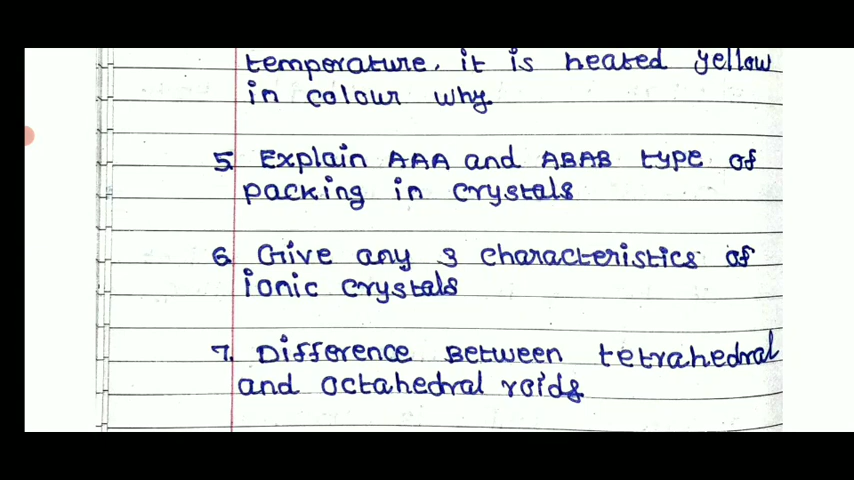 temperature, it is heated yellow
in colour why.
5. Explain AAA and ABAB type of
packing in crystals
6. Give any 3 characteristics of
ionic crystals
7. Difference Between tetrahedral
and octahedral voids